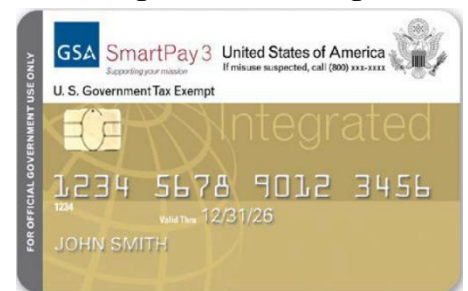 GSA SmartPay 3 United States of America
Supporting your mission If misuse suspected, call (800) xxx-xxxx
U. S. Government Tax Exempt
FOR OFFICIAL GOVERNMENT USE ONLY
Integrated
1234 5678 9012 3456
1234
Valid Thru 12/31/26
JOHN SMITH